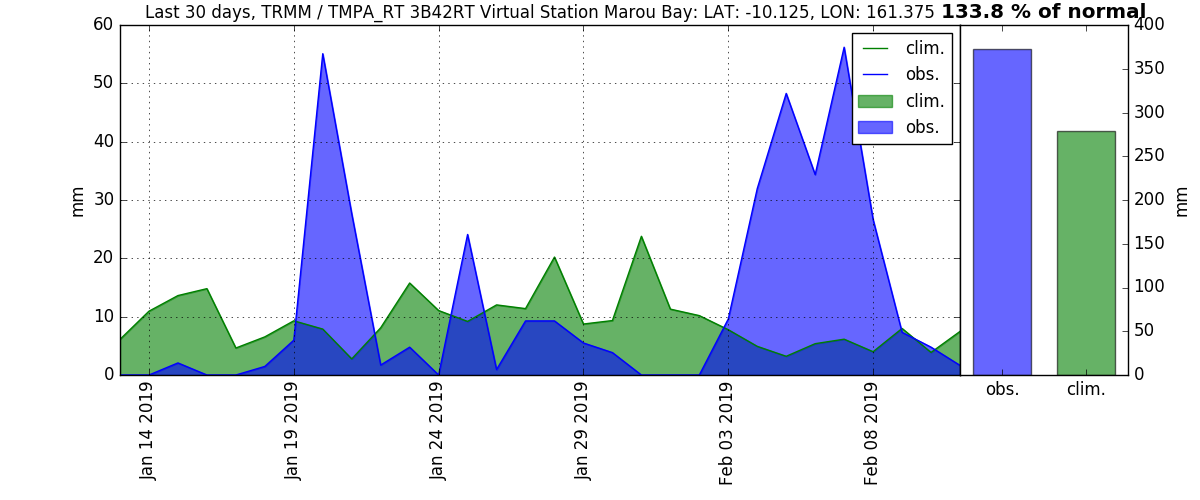 Last 30 days, TRMM / TMPA_RT 3B42RT Virtual Station Marou Bay: LAT: -10.125, LON: 161.375 133.8 % of normal
60
50
40
30
20
10
0
mm
clim.
obs.
clim.
obs.
Jan 14 2019
Jan 19 2019
Jan 24 2019
Jan 29 2019
Feb 03 2019
Feb 08 2019
400
350
300
250
200
150
100
50
0
mm
obs.
clim.